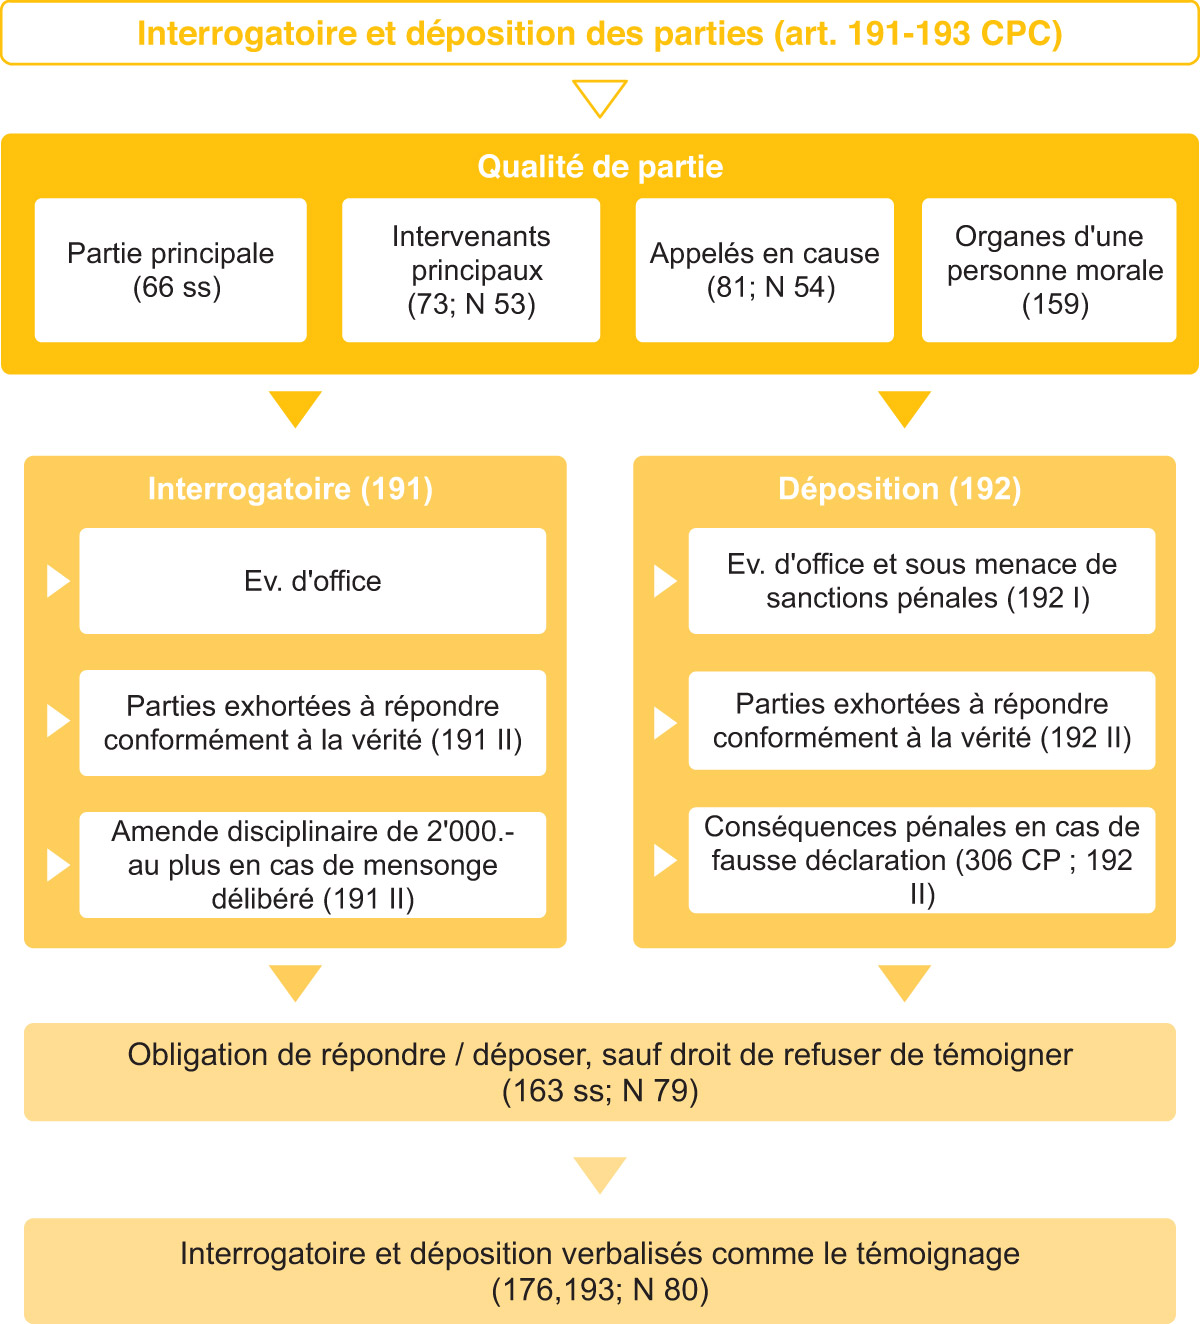 Interrogatoire et déposition des parties (art. 191-193 CPC)
Qualité de partie
Partie principale
(66 ss)
Intervenants
principaux
(73; N 53)
Appelés en cause
(81; N 54)
Organes d'une
personne morale
(159)
Interrogatoire (191)
Ev. d'office
Parties exhortées à répondre
conformément à la vérité (191 II)
Amende disciplinaire de 2'000.-
au plus en cas de mensonge
délibéré (191 II)
Déposition (192)
Ev. d'office et sous menace de
sanctions pénales (192 I)
Parties exhortées à répondre
conformément à la vérité (192 II)
Conséquences pénales en cas de
fausse déclaration (306 CP ; 192
II)
Obligation de répondre / déposer, sauf droit de refuser de témoigner
(163 ss; N 79)
Interrogatoire et déposition verbalisés comme le témoignage
(176,193; N 80)